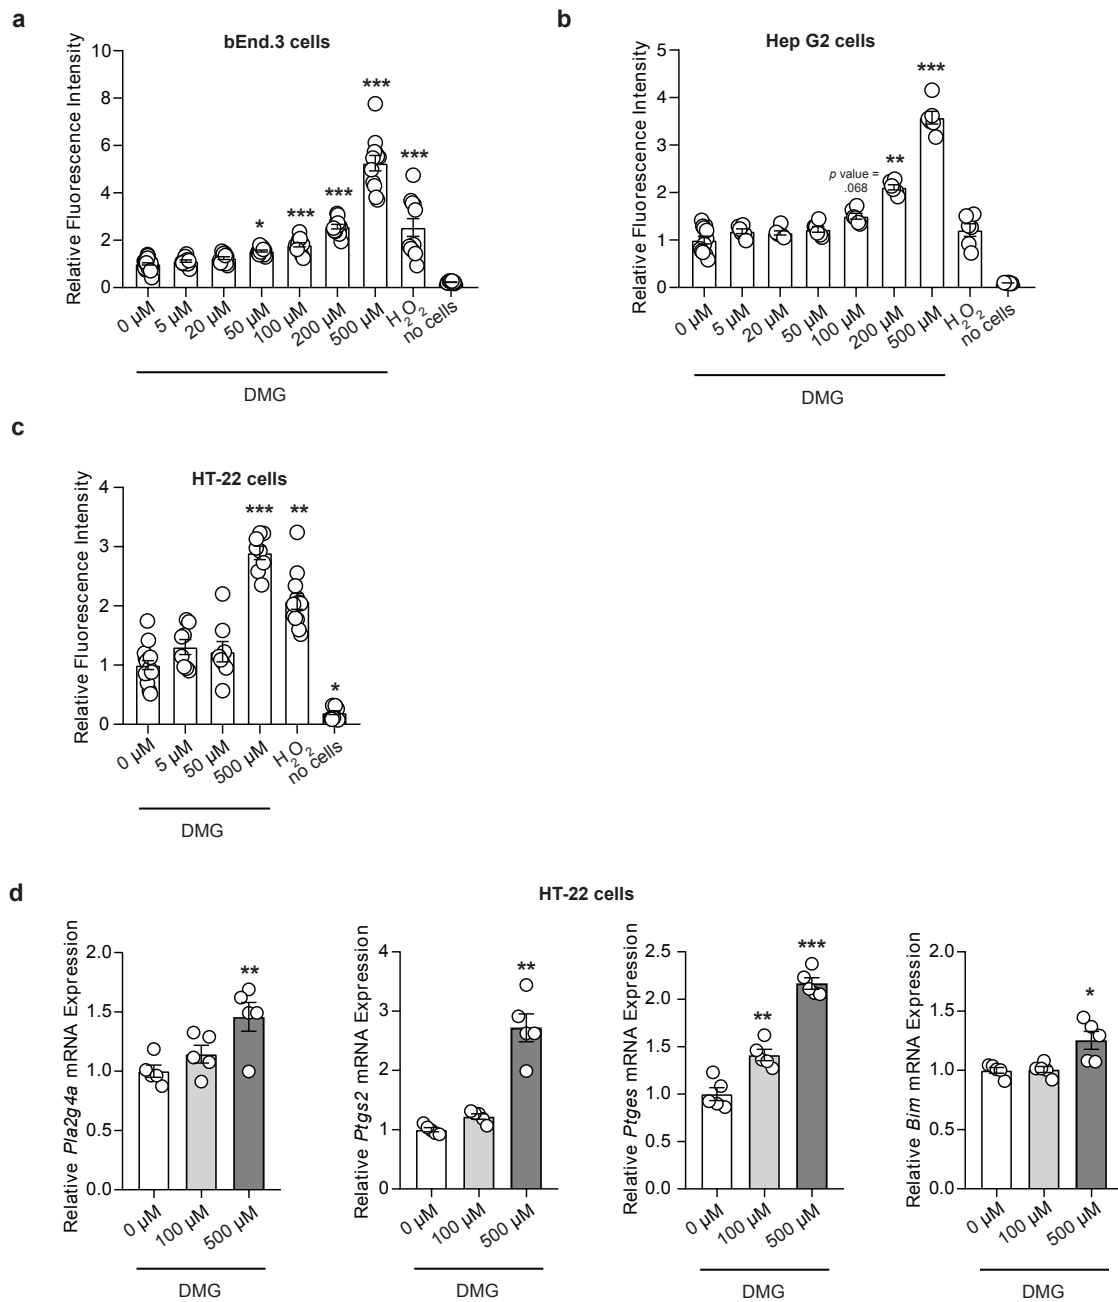 a
bEnd.3 cells
Relative Fluorescence Intensity
10
8
6
4
2
0
*
***
***
***
***
0 µM
5 µM
20 µM
50 µM
100 µM
200 µM
500 µM
H2O2
no cells
DMG
b
Hep G2 cells
Relative Fluorescence Intensity
5
4
3
2
1
0
p value =
.068
**
***
0 µM
5 µM
20 µM
50 µM
100 µM
200 µM
500 µM
H2O2
no cells
DMG
c
HT-22 cells
Relative Fluorescence Intensity
4
3
2
1
0
***
**
*
0 µM
5 µM
50 µM
500 µM
H2O2
no cells
DMG
d
HT-22 cells
Relative Pla2g4a mRNA Expression
2.0
1.5
1.0
0.5
0.0
**
0 µM
100 µM
500 µM
DMG
Relative Ptgs2 mRNA Expression
4
3
2
1
0
**
0 µM
100 µM
500 µM
DMG
Relative Ptges mRNA Expression
2.5
2.0
1.5
1.0
0.5
0.0
**
***
0 µM
100 µM
500 µM
DMG
Relative Bim mRNA Expression
2.0
1.5
1.0
0.5
0.0
*
0 µM
100 µM
500 µM
DMG